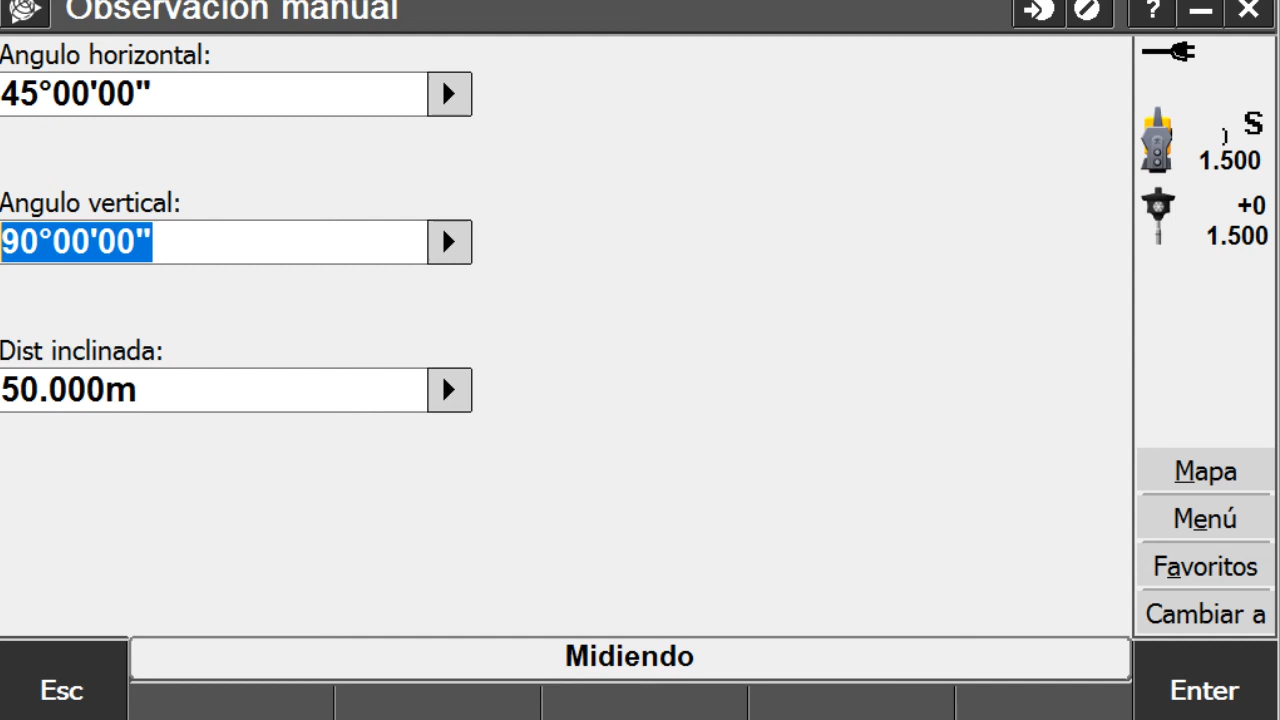 Observación manual
?
Angulo horizontal:
45°00'00"
S
1.500
Angulo vertical:
+0
90°00'00"
1.500
Dist inclinada:
50.000m
Mapa
Menú
Favoritos
Cambiar a
Midiendo
Esc
Enter